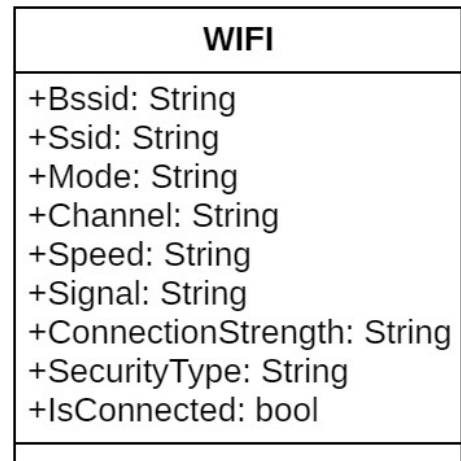 WIFI
+Bssid: String
+Ssid: String
+Mode: String
+Channel: String
+Speed: String
+Signal: String
+ConnectionStrength: String
+SecurityType: String
+IsConnected: bool